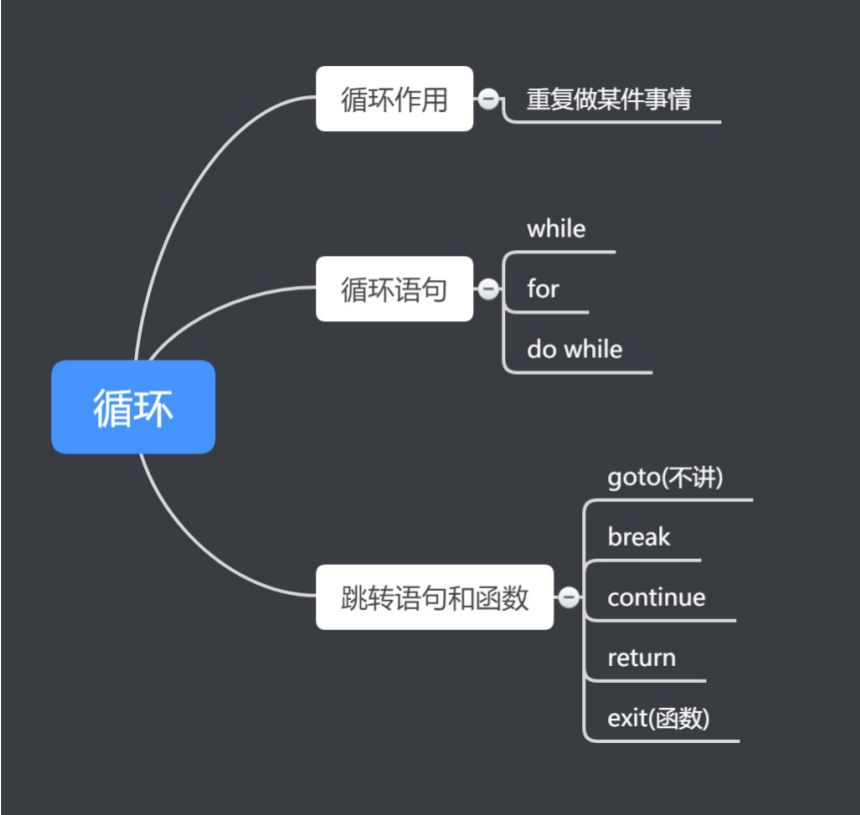 循环
循环作用
重复做某件事情
循环语句
while
for
do while
跳转语句和函数
goto(不讲)
break
continue
return
exit(函数)